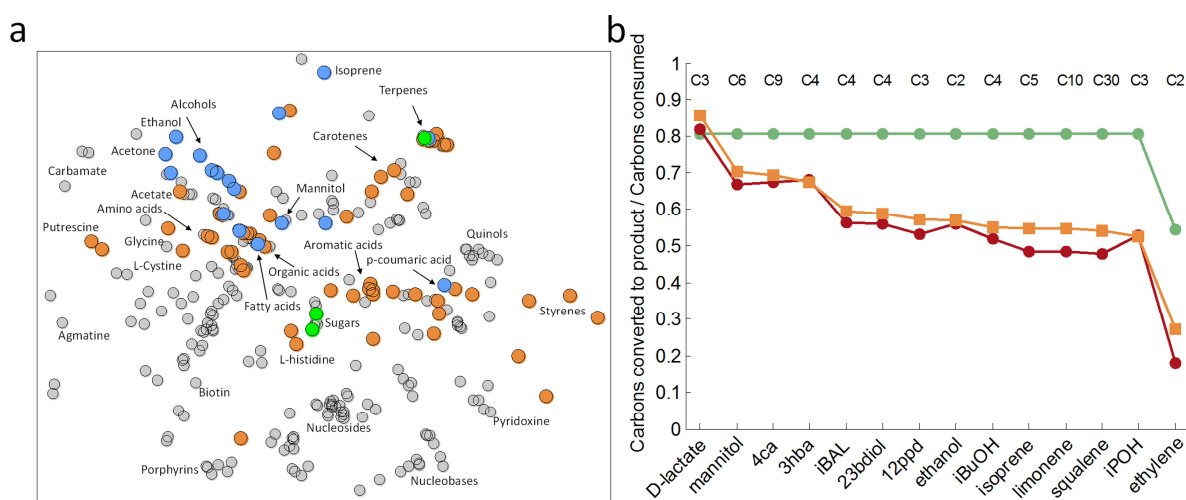 a
Isoprene
Terpenes
Alcohols
Ethanol
Carotenes
Acetone
Carbamate
Acetate
Mannitol
Amino acids
Putrescine
Aromatic acids
Quinols
Glycine
p-coumaric acid
L-Cystine
Organic acids
Fatty acids
Styrenes
Sugars
Agmatine
L-histidine
Biotin
Pyridoxine
Nucleosides
Porphyrins
Nucleobases
b
Carbons converted to product / Carbons consumed
1
0.9
0.8
0.7
0.6
0.5
0.4
0.3
0.2
0.1
0
C3 C6 C9 C4 C4 C4 C3 C2 C4 C5 C10 C30 C3 C2
D-lactate
mannitol
4ca
3hba
iBAL
23bdiol
12ppd
ethanol
iBuOH
isoprene
limonene
squalene
iPOH
ethylene